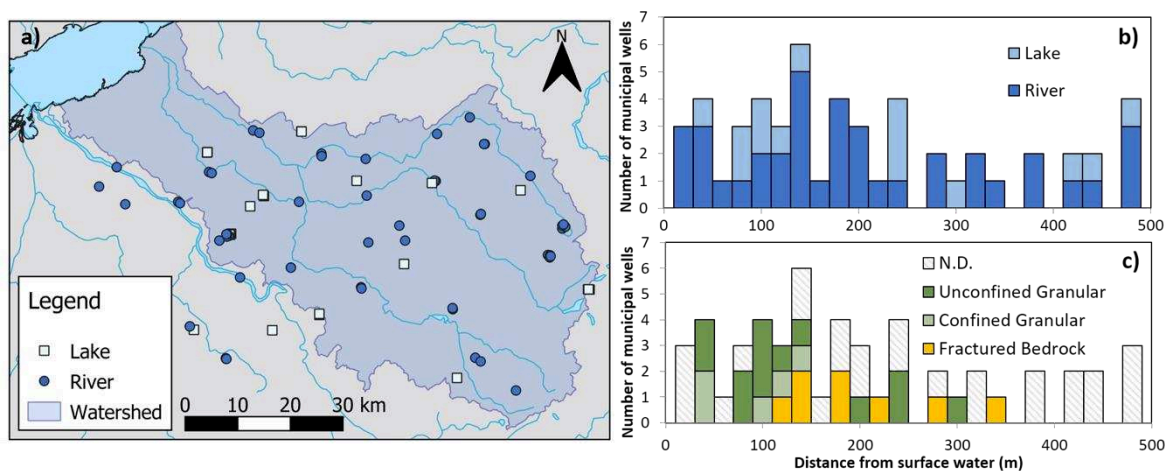 a)
N
Legend
Lake
River
Watershed
0 10 20 30 km
b)
Number of municipal wells
7
6
5
4
3
2
1
0
Lake
River
0 100 200 300 400 500
c)
Number of municipal wells
7
6
5
4
3
2
1
0
N.D.
Unconfined Granular
Confined Granular
Fractured Bedrock
0 100 200 300 400 500
Distance from surface water (m)